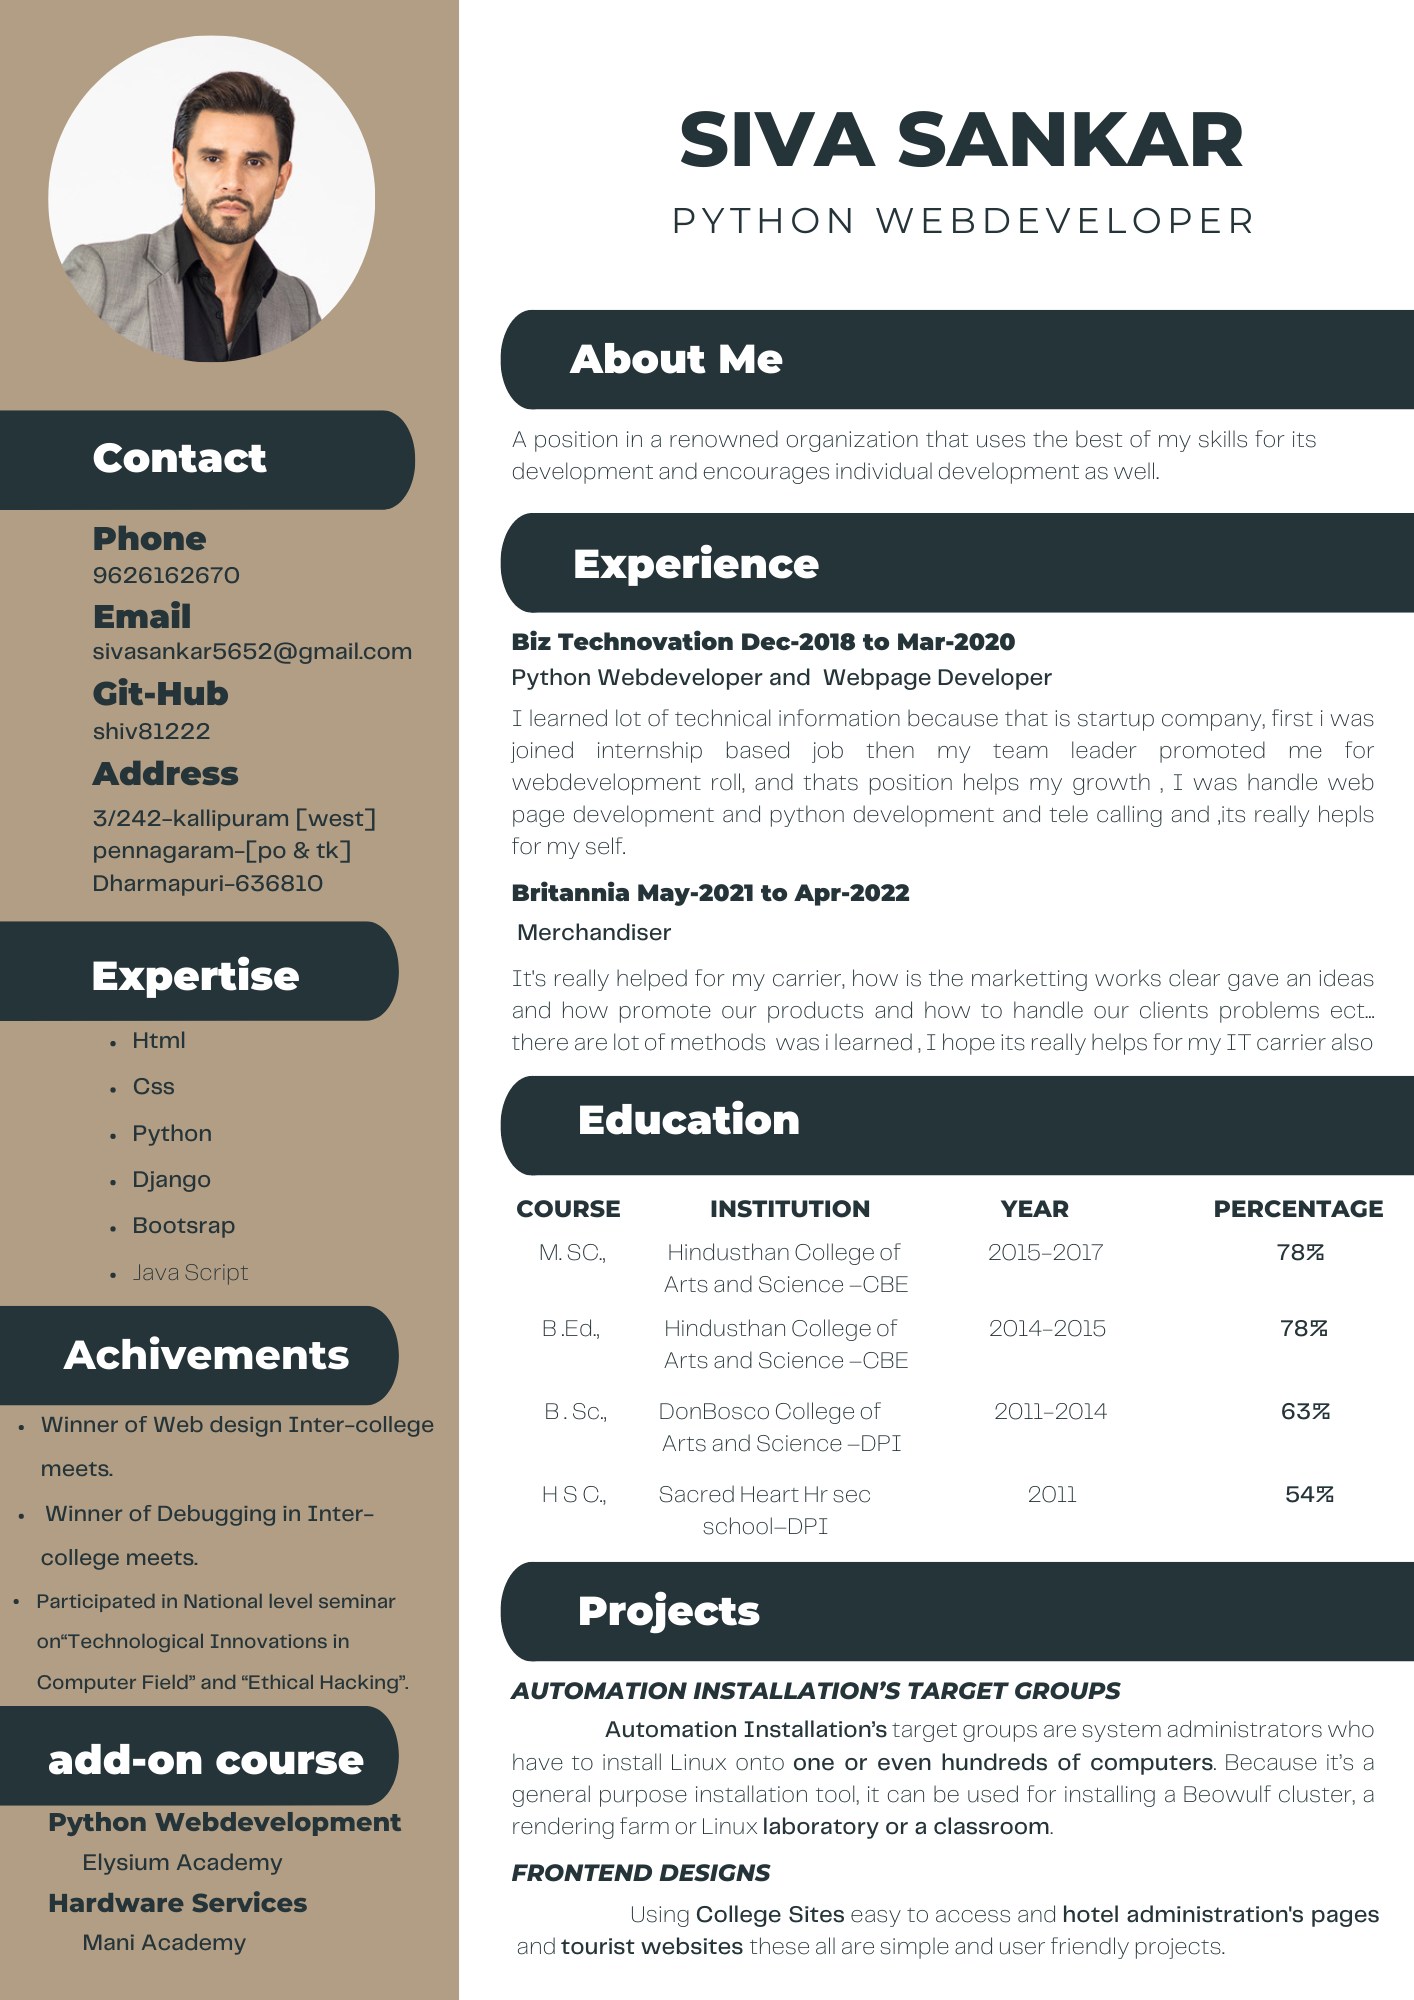 SIVA SANKAR
PYTHON WEBDEVELOPER
Contact
Phone
9626162670
Email
sivasankar5652@gmail.com
Git-Hub
shiv81222
Address
3/242-kallipuram [west]
pennagaram-[po & tk]
Dharmapuri-636810
Expertise
• Html
• Css
• Python
• Django
• Bootsrap
• Java Script
Achivements
• Winner of Web design Inter-college
meets.
• Winner of Debugging in Inter-
college meets.
• Participated in National level seminar
on“Technological Innovations in
Computer Field” and “Ethical Hacking”.
add-on course
Python Webdevelopment
Elysium Academy
Hardware Services
Mani Academy
About Me
A position in a renowned organization that uses the best of my skills for its
development and encourages individual development as well.
Experience
Biz Technovation Dec-2018 to Mar-2020
Python Webdeveloper and Webpage Developer
I learned lot of technical information because that is startup company, first i was
joined internship based job then my team leader promoted me for
webdevelopment roll, and thats position helps my growth , I was handle web
page development and python development and tele calling and ,its really hepls
for my self.
Britannia May-2021 to Apr-2022
Merchandiser
It's really helped for my carrier, how is the marketting works clear gave an ideas
and how promote our products and how to handle our clients problems ect...
there are lot of methods was i learned , I hope its really helps for my IT carrier also
Education
COURSE INSTITUTION YEAR PERCENTAGE
M. SC., Hindusthan College of 2015-2017 78%
Arts and Science –CBE
B .Ed., Hindusthan College of 2014-2015 78%
Arts and Science –CBE
B . Sc., DonBosco College of 2011-2014 63%
Arts and Science –DPI
H S C., Sacred Heart Hr sec 2011 54%
school–DPI
Projects
AUTOMATION INSTALLATION’S TARGET GROUPS
Automation Installation’s target groups are system administrators who
have to install Linux onto one or even hundreds of computers. Because it’s a
general purpose installation tool, it can be used for installing a Beowulf cluster, a
rendering farm or Linux laboratory or a classroom.
FRONTEND DESIGNS
Using College Sites easy to access and hotel administration's pages
and tourist websites these all are simple and user friendly projects.